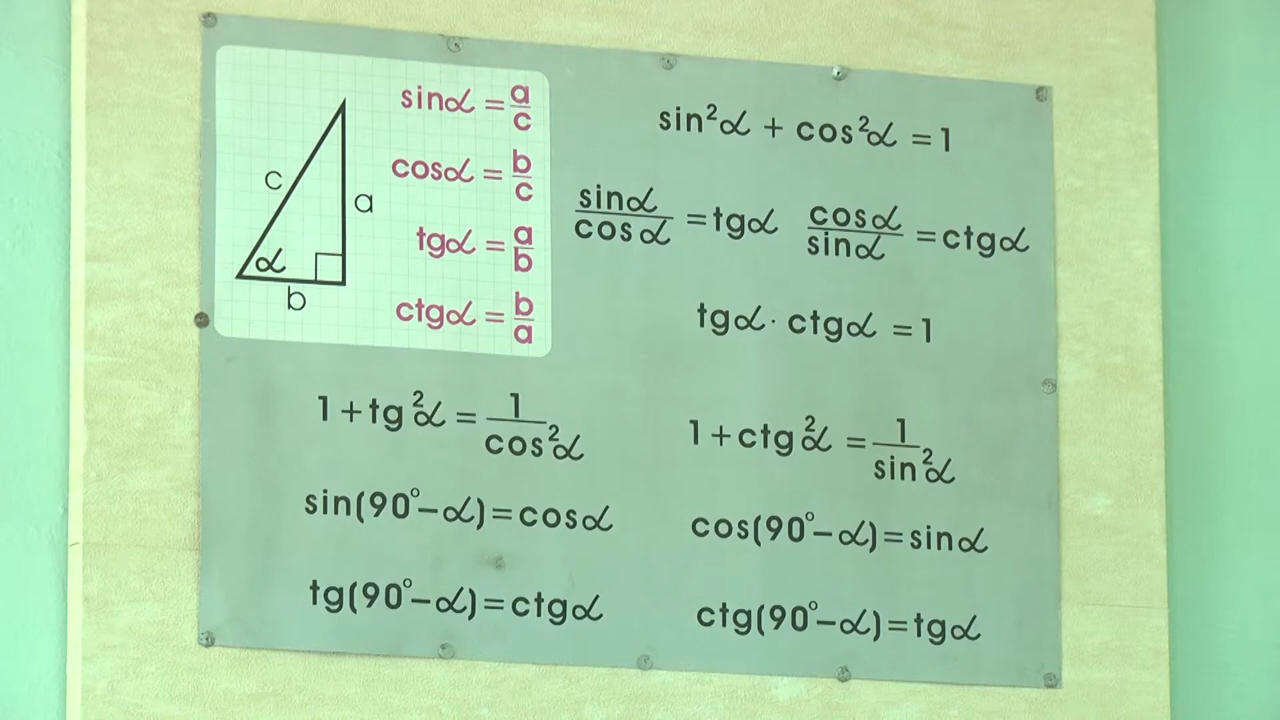 c
a
α
b
sinα = a/c
cosα = b/c
tgα = a/b
ctgα = b/a
sin²α + cos²α = 1
sinα/cosα = tgα   cosα/sinα = ctgα
tgα · ctgα = 1
1 + tg²α = 1/cos²α   1 + ctg²α = 1/sin²α
sin(90°−α) = cosα   cos(90°−α) = sinα
tg(90°−α) = ctgα   ctg(90°−α) = tgα